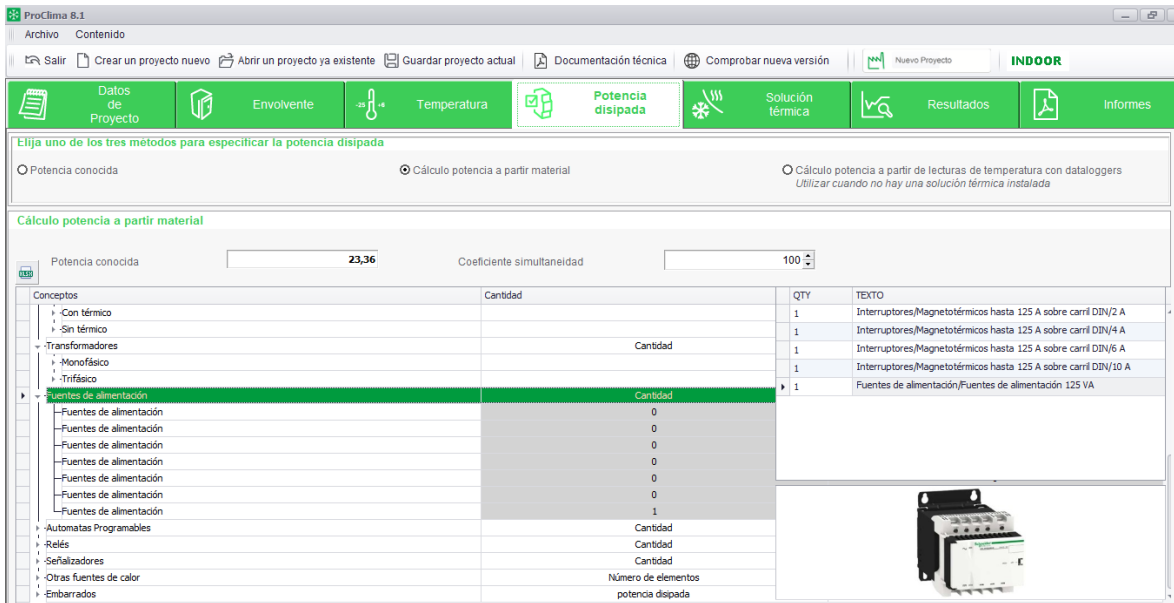 ProClima 8.1
Archivo Contenido
Salir Crear un proyecto nuevo Abrir un proyecto ya existente Guardar proyecto actual Documentación técnica Comprobar nueva versión Nuevo Proyecto INDOOR
Datos de Proyecto Envolvente Temperatura Potencia disipada Solución térmica Resultados Informes
Elija uno de los tres métodos para especificar la potencia disipada
Potencia conocida Cálculo potencia a partir material Cálculo potencia a partir de lecturas de temperatura con dataloggers
Utilizar cuando no hay una solución térmica instalada
Cálculo potencia a partir material
Potencia conocida 23,36 Coeficiente simultaneidad 100
Conceptos Cantidad QTY TEXTO
Con térmico 1 Interruptores/Magnetotérmicos hasta 125 A sobre carril DIN/2 A
Sin térmico 1 Interruptores/Magnetotérmicos hasta 125 A sobre carril DIN/4 A
Transformadores Cantidad 1 Interruptores/Magnetotérmicos hasta 125 A sobre carril DIN/6 A
Monofásico 1 Interruptores/Magnetotérmicos hasta 125 A sobre carril DIN/10 A
Trifásico 1 Fuentes de alimentación/Fuentes de alimentación 125 VA
Fuentes de alimentación Cantidad
Fuentes de alimentación 0
Fuentes de alimentación 0
Fuentes de alimentación 0
Fuentes de alimentación 0
Fuentes de alimentación 0
Fuentes de alimentación 0
Fuentes de alimentación 1
Automatas Programables Cantidad
Relés Cantidad
Señalizadores Cantidad
Otras fuentes de calor Número de elementos
Embarrados potencia disipada